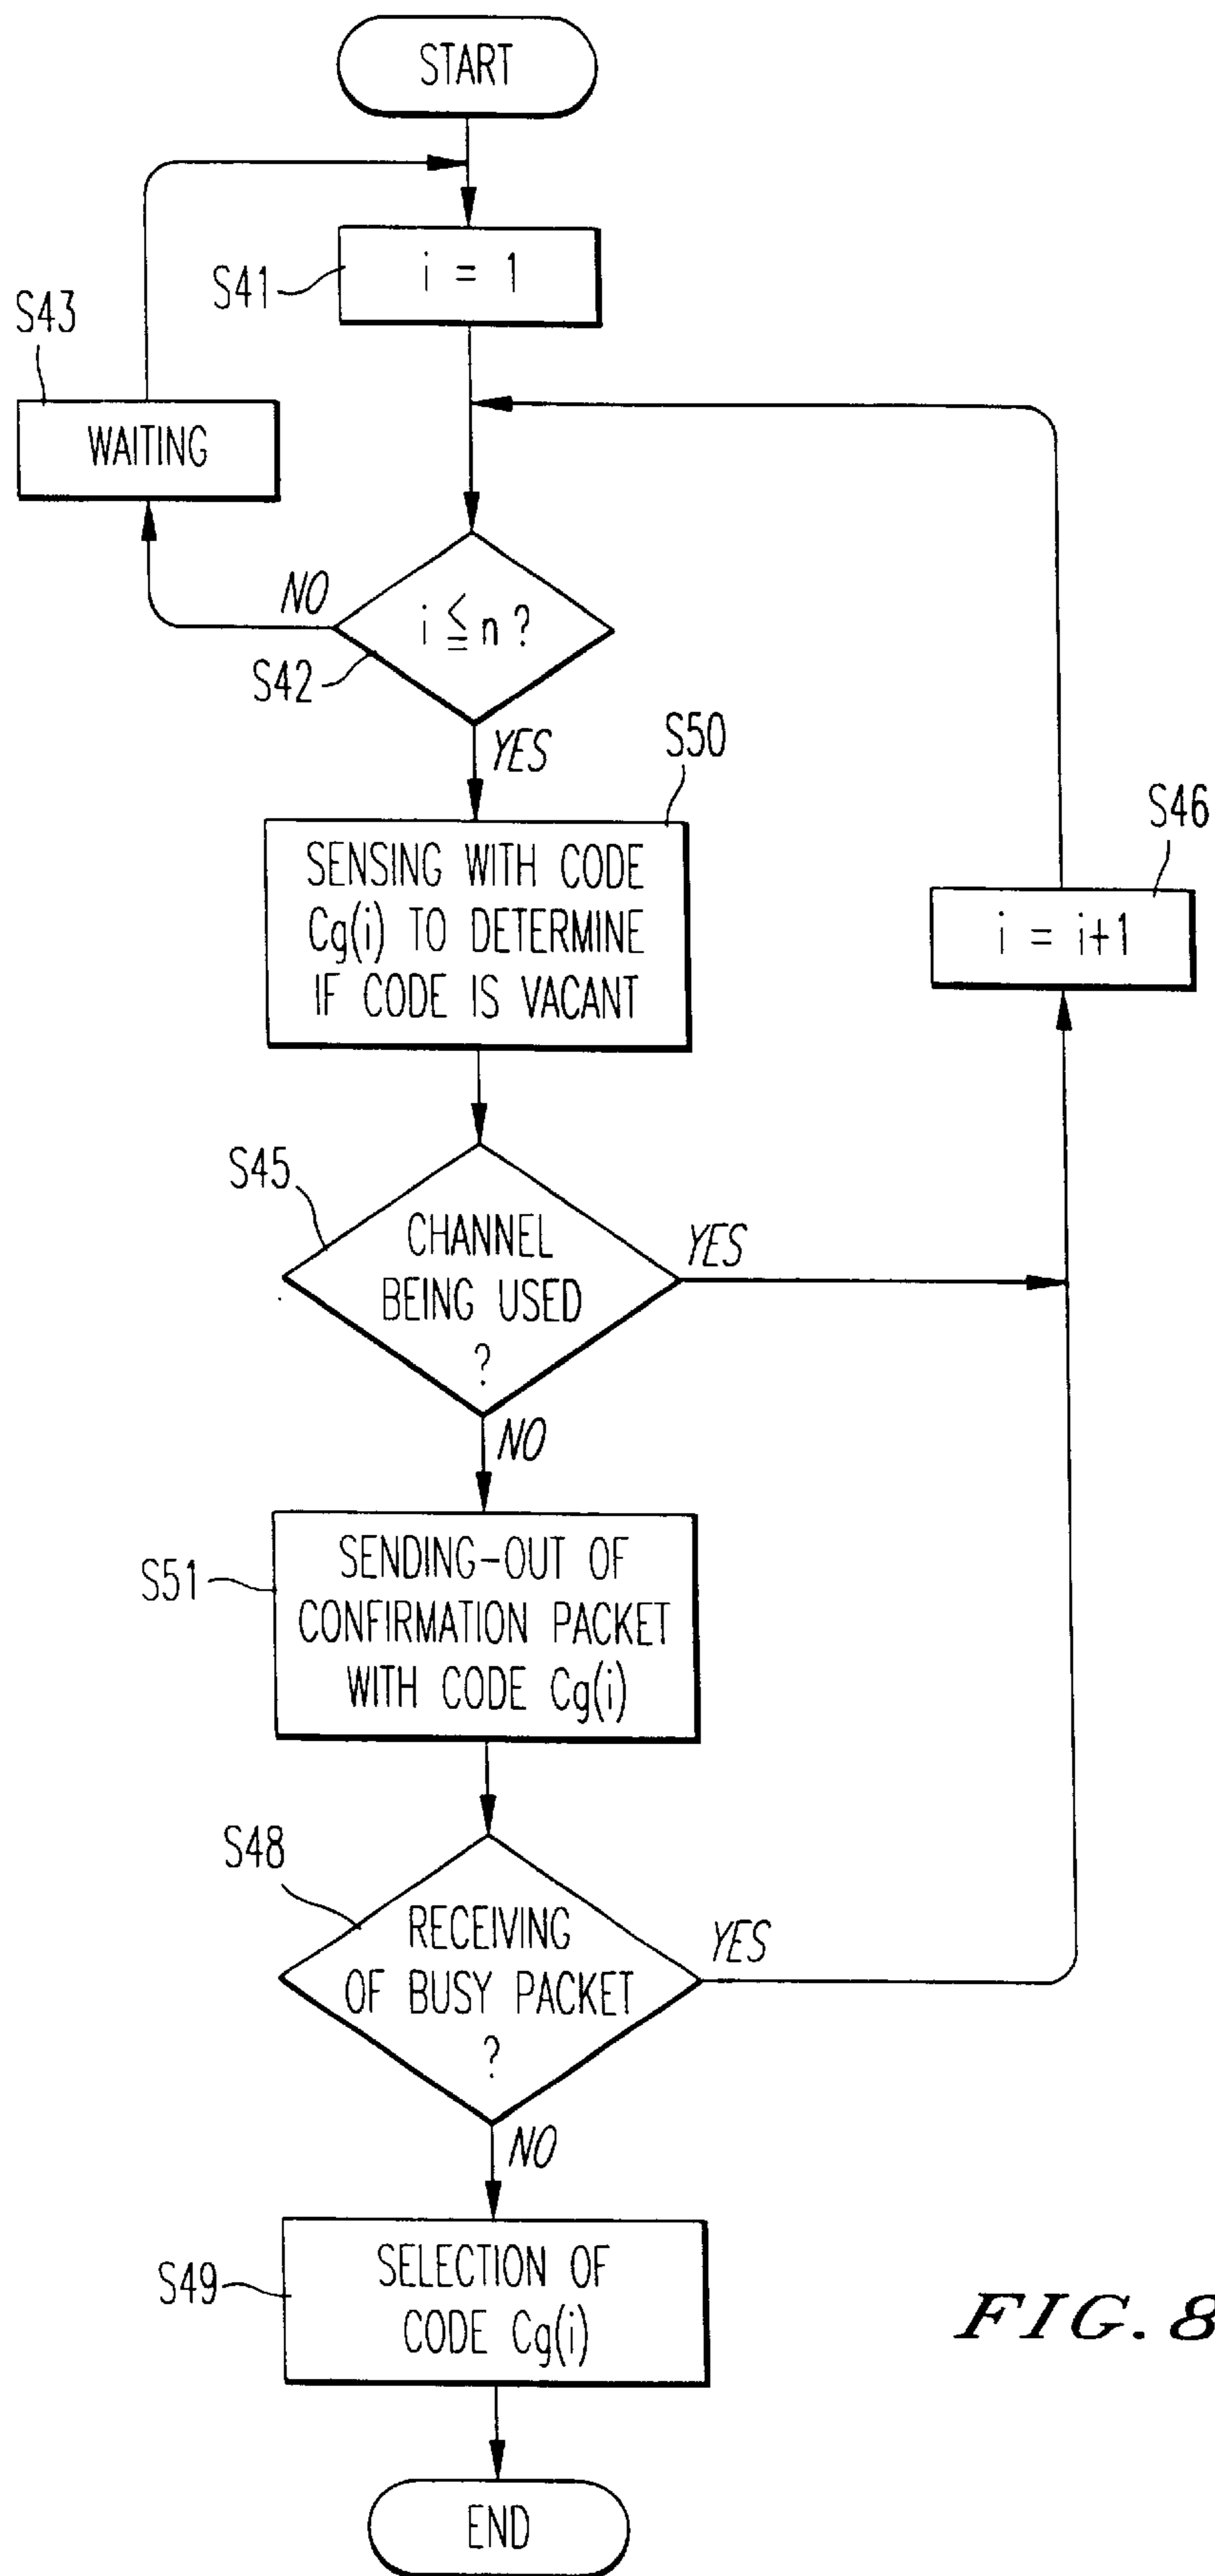 START
S41
i = 1
S43
WAITING
NO
i ≦ n ?
S42
YES
S50
SENSING WITH CODE
Cg(i) TO DETERMINE
IF CODE IS VACANT
S46
i = i+1
S45
CHANNEL
BEING USED
?
YES
NO
S51
SENDING-OUT OF
CONFIRMATION PACKET
WITH CODE Cg(i)
S48
RECEIVING
OF BUSY PACKET
?
YES
NO
S49
SELECTION OF
CODE Cg(i)
FIG. 8
END